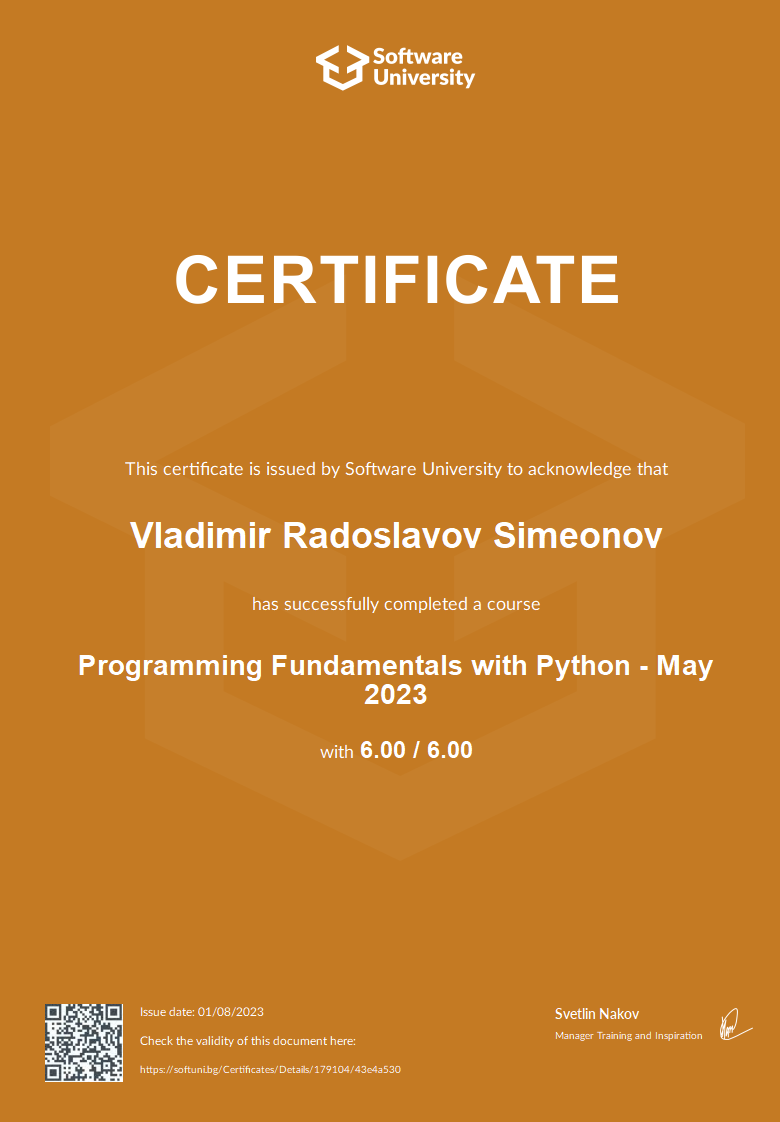 Software
University
CERTIFICATE
This certificate is issued by Software University to acknowledge that
Vladimir Radoslavov Simeonov
has successfully completed a course
Programming Fundamentals with Python - May
2023
with 6.00 / 6.00
Issue date: 01/08/2023
Check the validity of this document here:
https://softuni.bg/Certificates/Details/179104/43e4a530
Svetlin Nakov
Manager Training and Inspiration